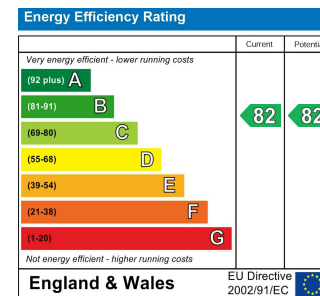 Energy Efficiency Rating
Current Potenti
Very energy efficient - lower running costs
(92 plus) A
(81-91) B
82 82
(69-80) C
(55-68) D
(39-54) E
(21-38) F
(1-20) G
Not energy efficient - higher running costs
England & Wales
EU Directive
2002/91/EC